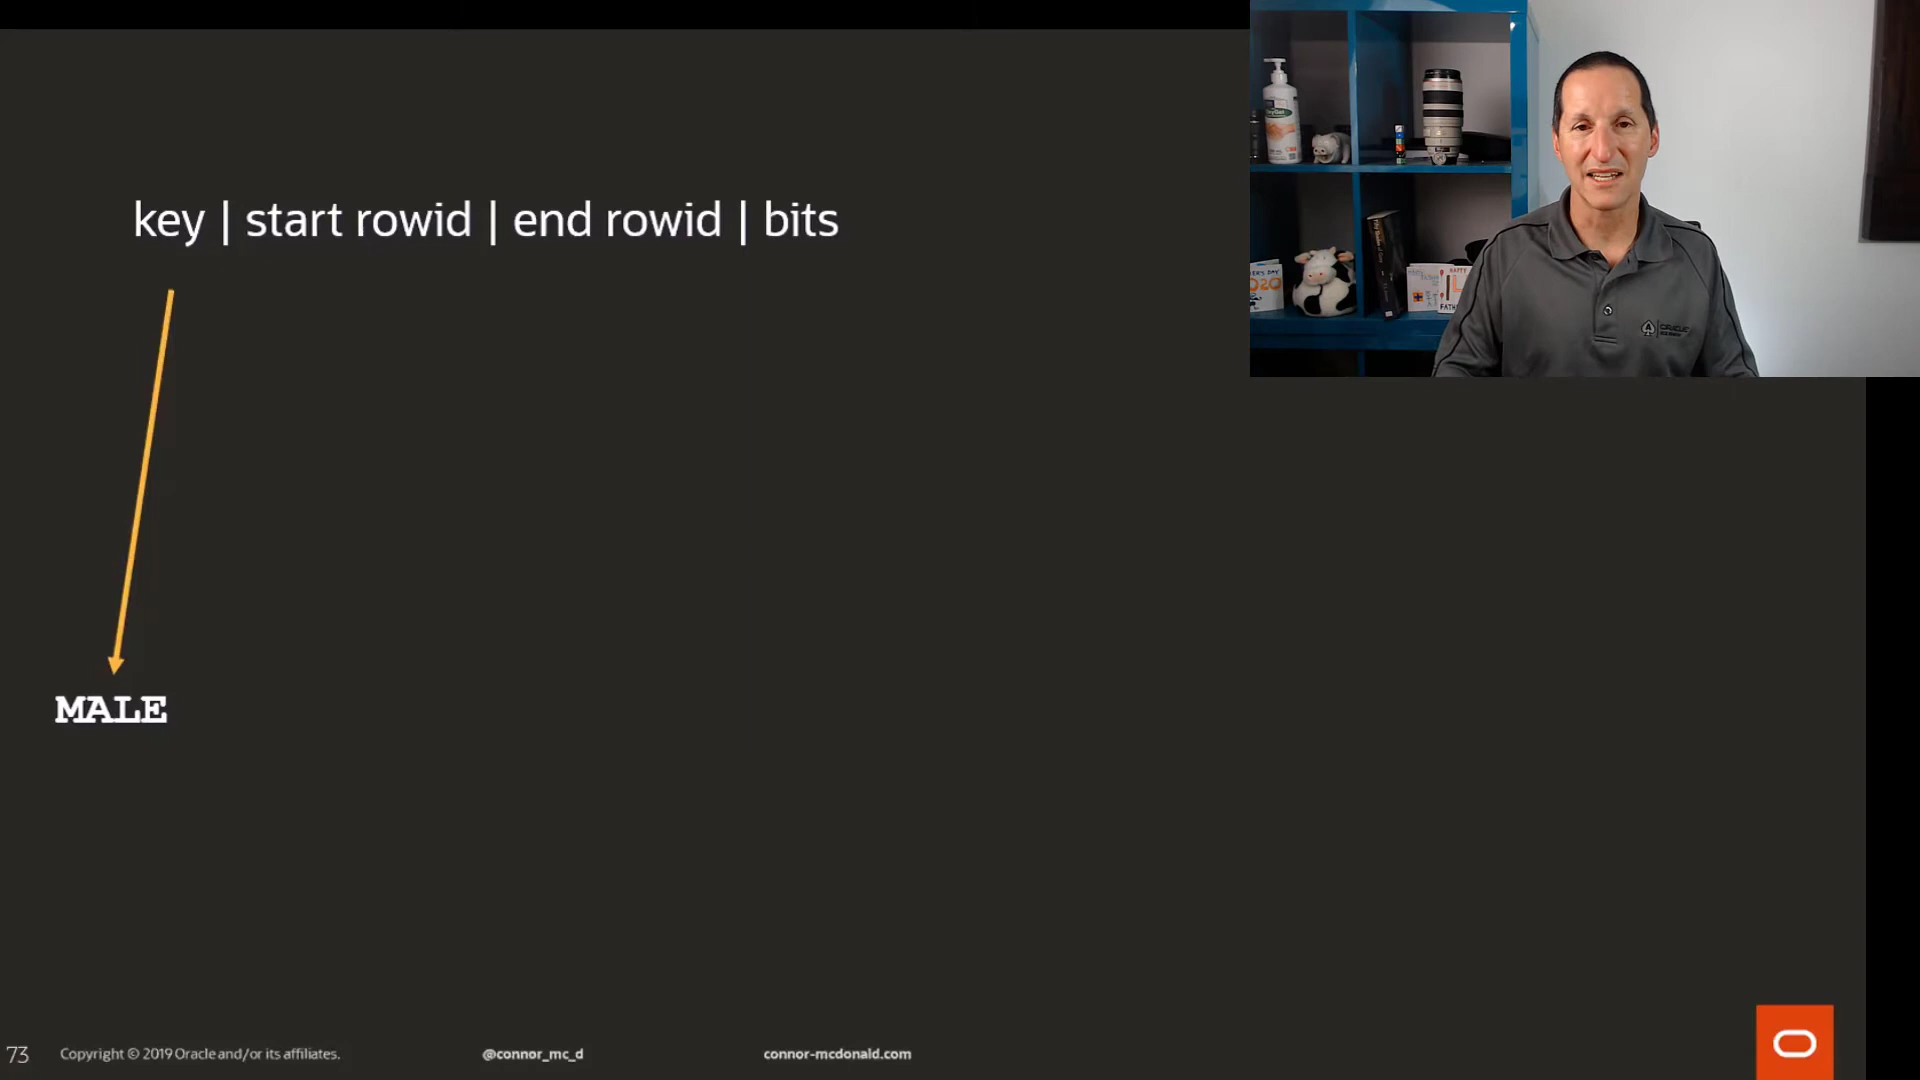 key | start rowid | end rowid | bits
MALE
73 Copyright © 2019 Oracle and/or its affiliates. @connor_mc_d connor-mcdonald.com